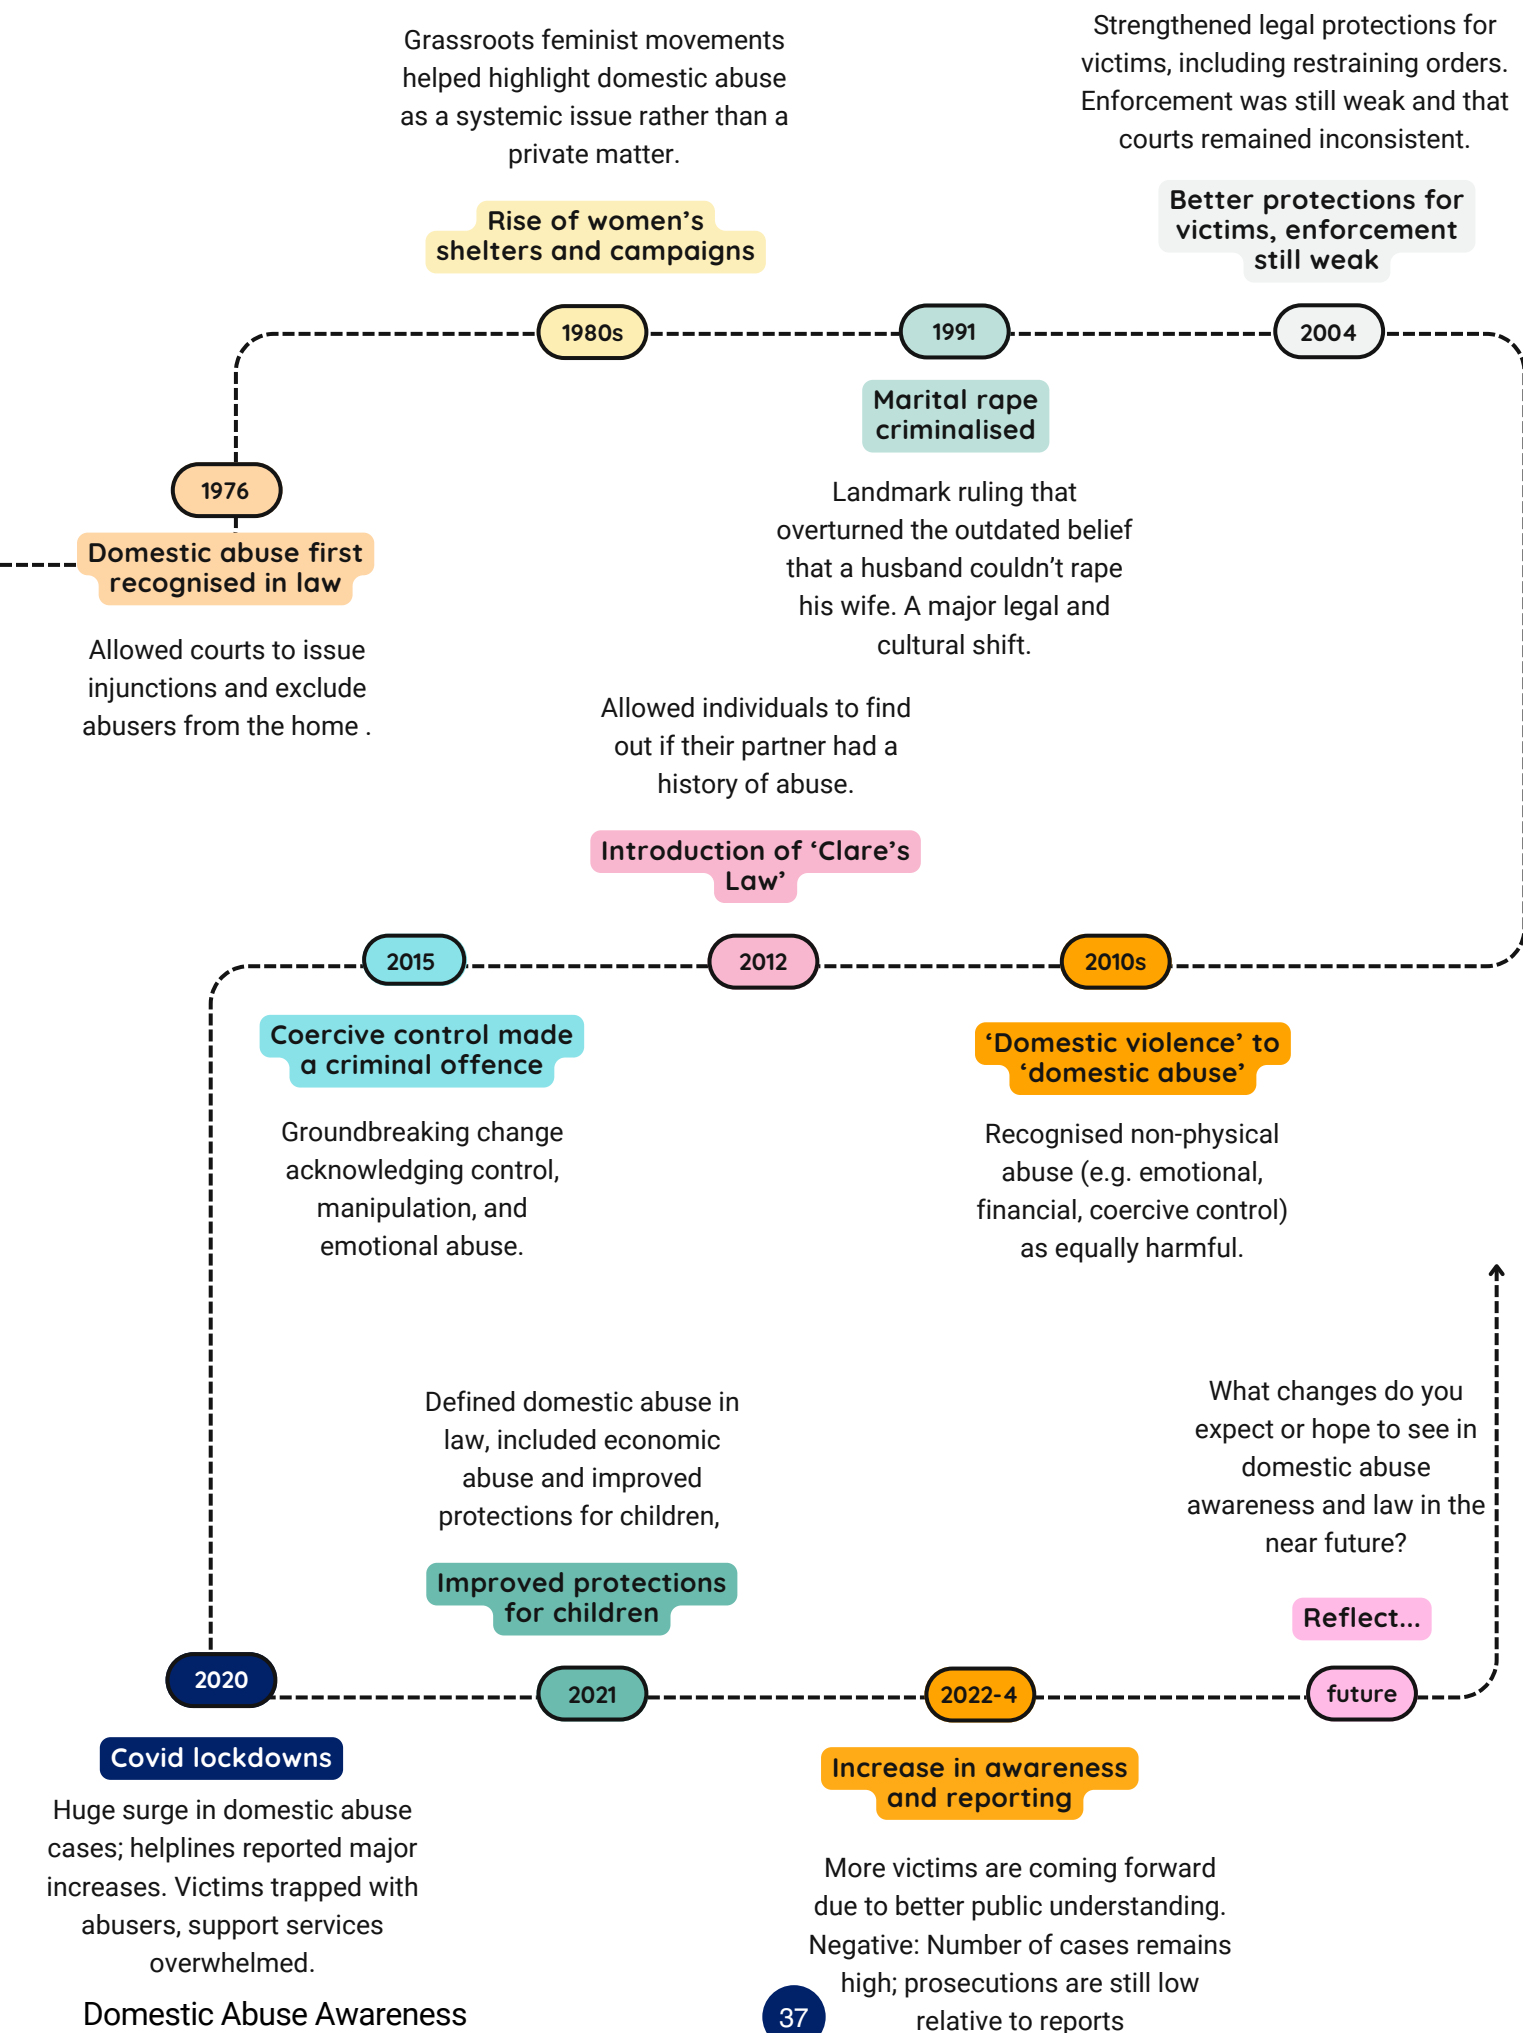 Grassroots feminist movements
helped highlight domestic abuse
as a systemic issue rather than a
private matter.
Rise of women’s
shelters and campaigns
1980s
Strengthened legal protections for
victims, including restraining orders.
Enforcement was still weak and that
courts remained inconsistent.
Better protections for
victims, enforcement
still weak
2004
1991
Marital rape
criminalised
Landmark ruling that
overturned the outdated belief
that a husband couldn’t rape
his wife. A major legal and
cultural shift.
1976
Domestic abuse first
recognised in law
Allowed courts to issue
injunctions and exclude
abusers from the home .
Allowed individuals to find
out if their partner had a
history of abuse.
Introduction of ‘Clare’s
Law’
2012
2015
Coercive control made
a criminal offence
Groundbreaking change
acknowledging control,
manipulation, and
emotional abuse.
2010s
‘Domestic violence’ to
‘domestic abuse’
Recognised non-physical
abuse (e.g. emotional,
financial, coercive control)
as equally harmful.
Defined domestic abuse in
law, included economic
abuse and improved
protections for children,
Improved protections
for children
2021
What changes do you
expect or hope to see in
domestic abuse
awareness and law in the
near future?
Reflect...
future
2020
Covid lockdowns
Huge surge in domestic abuse
cases; helplines reported major
increases. Victims trapped with
abusers, support services
overwhelmed.
2022-4
Increase in awareness
and reporting
More victims are coming forward
due to better public understanding.
Negative: Number of cases remains
high; prosecutions are still low
relative to reports
Domestic Abuse Awareness
37